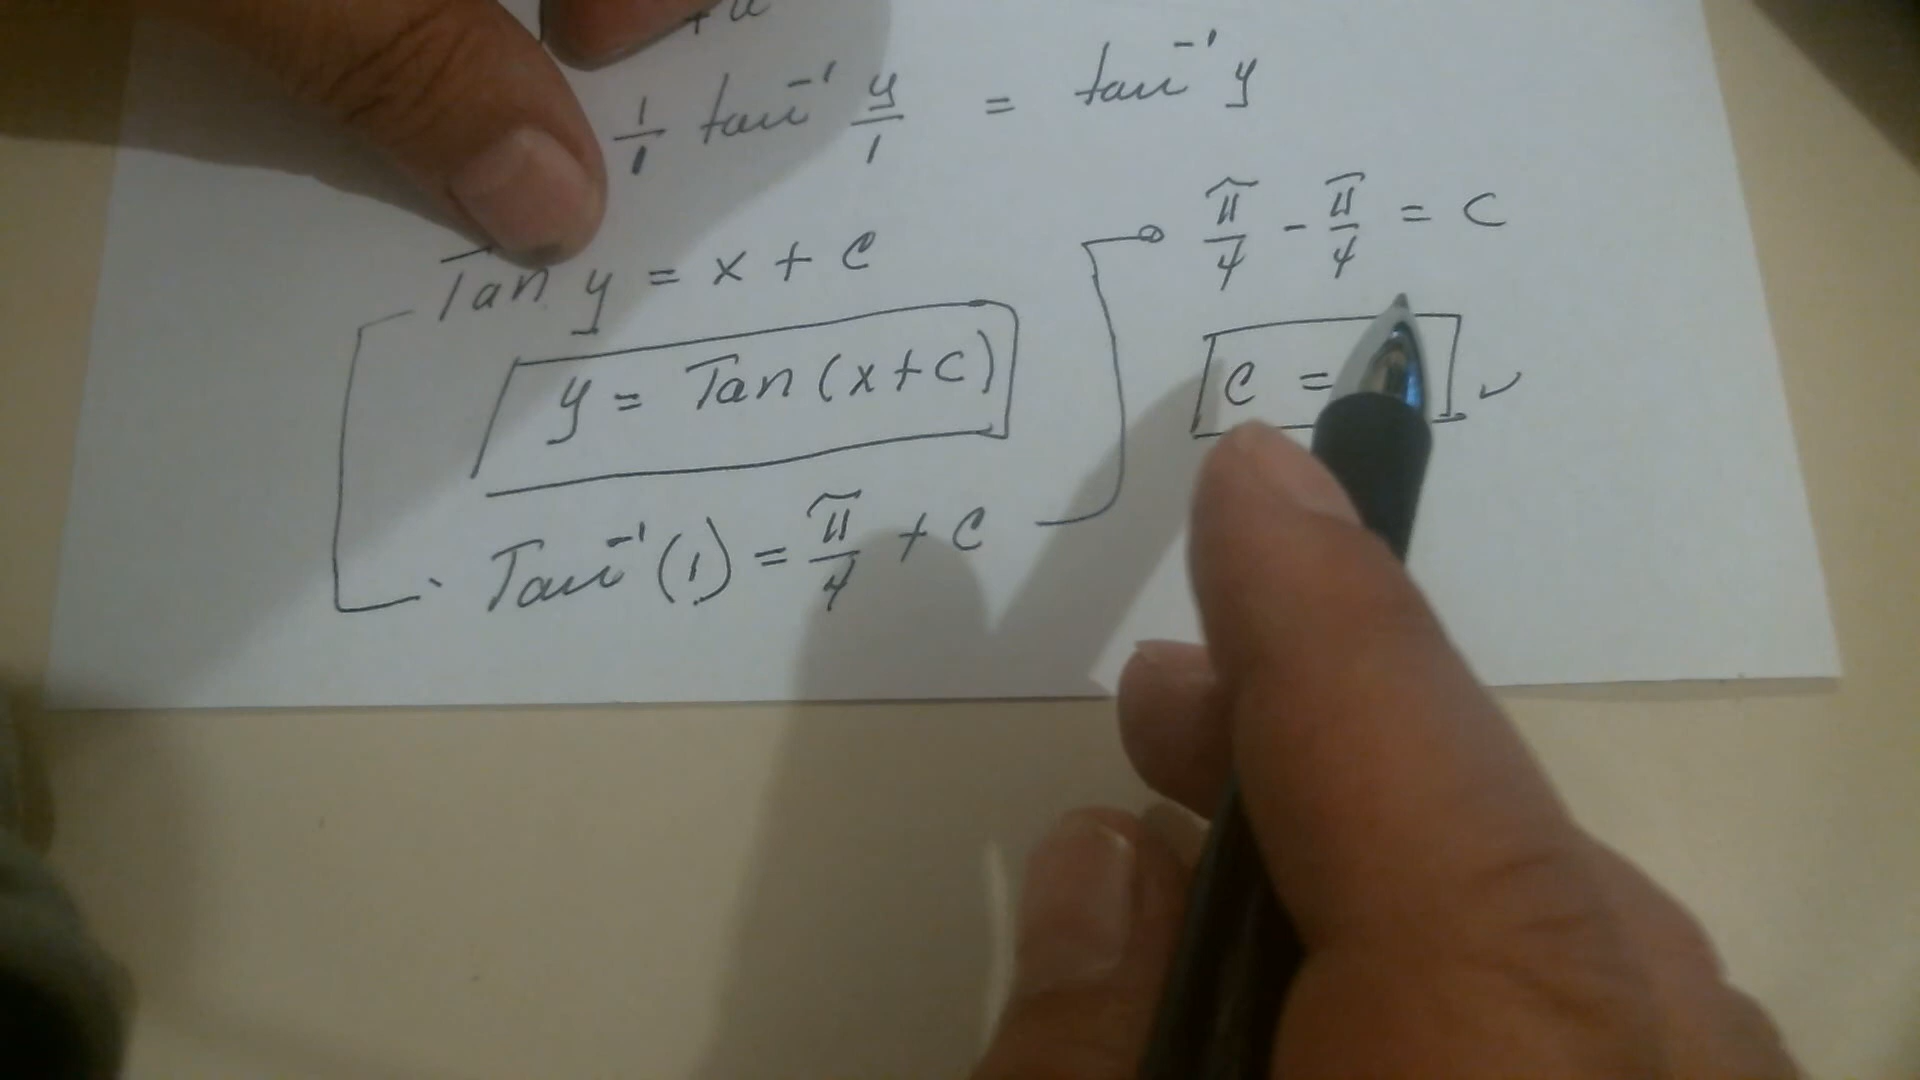 + u
1/1 tan⁻¹ y/1 = tan⁻¹ y
Tan y = x + c
y = Tan (x + c)
Tan⁻¹ (1) = π/4 + c
π/4 - π/4 = c
c =